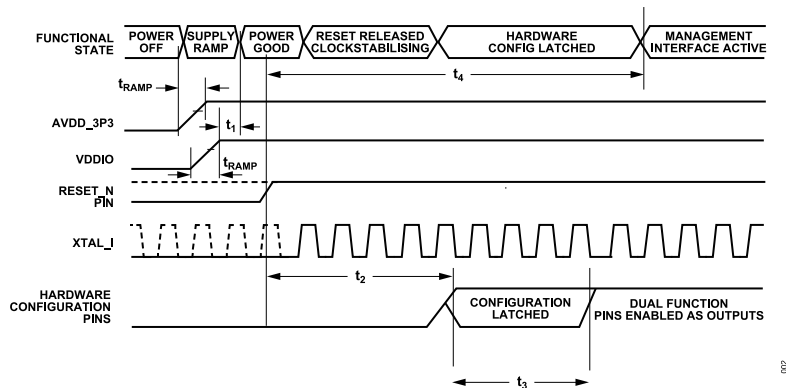 FUNCTIONAL
STATE
POWER
OFF
SUPPLY
RAMP
POWER
GOOD
RESET RELEASED
CLOCKSTABILISING
HARDWARE
CONFIG LATCHED
MANAGEMENT
INTERFACE ACTIVE
tRAMP
t4
AVDD_3P3
t1
VDDIO
tRAMP
RESET_N
PIN
XTAL_I
t2
HARDWARE
CONFIGURATION
PINS
CONFIGURATION
LATCHED
DUAL FUNCTION
PINS ENABLED AS OUTPUTS
t3
002